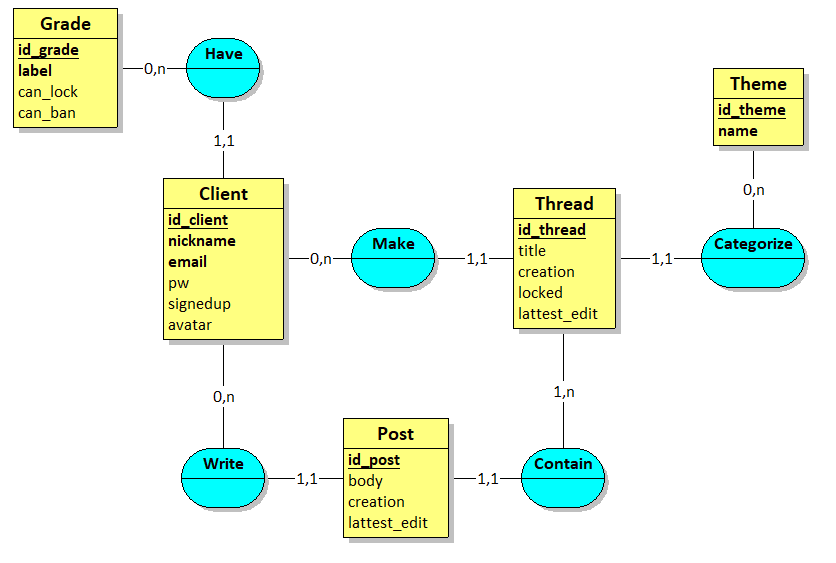 Grade
id_grade
label
can_lock
can_ban
0,n
Have
1,1
Theme
id_theme
name
0,n
Client
id_client
nickname
email
pw
signedup
avatar
0,n
Make
1,1
Thread
id_thread
title
creation
locked
lattest_edit
1,1
Categorize
0,n
1,n
Write
1,1
Post
id_post
body
creation
lattest_edit
1,1
Contain